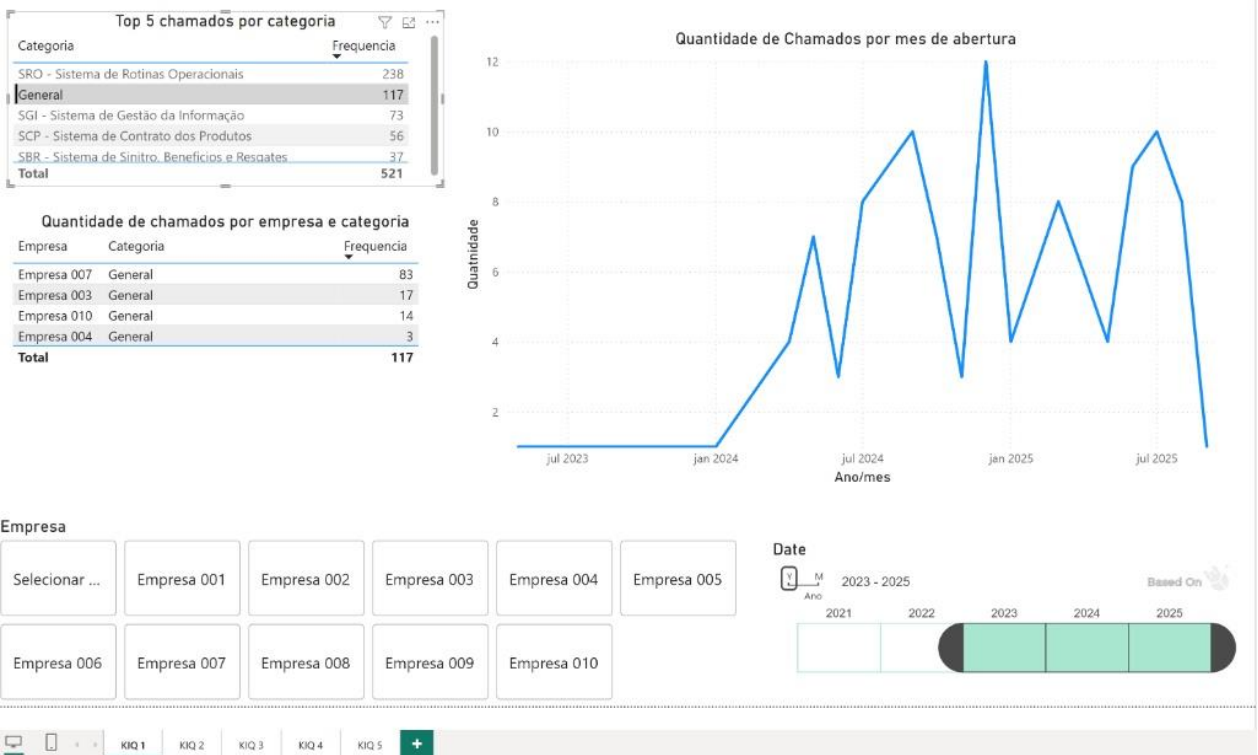 Top 5 chamados por categoria
Categoria Frequencia
SRO - Sistema de Rotinas Operacionais 238
General 117
SGI - Sistema de Gestão da Informação 73
SCP - Sistema de Contrato dos Produtos 56
SBR - Sistema de Sinitro, Beneficios e Resgates 37
Total 521
Quantidade de chamados por empresa e categoria
Empresa Categoria Frequencia
Empresa 007 General 83
Empresa 003 General 17
Empresa 010 General 14
Empresa 004 General 3
Total 117
Quantidade de Chamados por mes de abertura
Quatnidade
12
10
8
6
4
2
jul 2023 jan 2024 jul 2024 jan 2025 jul 2025
Ano/mes
Empresa
Selecionar ... Empresa 001 Empresa 002 Empresa 003 Empresa 004 Empresa 005
Empresa 006 Empresa 007 Empresa 008 Empresa 009 Empresa 010
Date
Y M 2023 - 2025 Based On
Ano
2021 2022 2023 2024 2025
KIQ 1 KIQ 2 KIQ 3 KIQ 4 KIQ 5 +